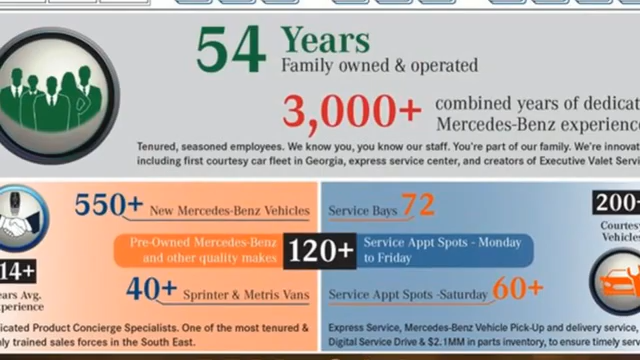 54 Years
Family owned & operated
3,000+ combined years of dedicat
Mercedes-Benz experience
Tenured, seasoned employees. We know you, you know our staff. You're part of our family. We're innovat
including first courtesy car fleet in Georgia, express service center, and creators of Executive Valet Servi
550+ New Mercedes-Benz Vehicles
Pre-Owned Mercedes-Benz
and other quality makes
120+
40+ Sprinter & Metris Vans
14+
ears Avg.
xperience
icated Product Concierge Specialists. One of the most tenured &
ly trained sales forces in the South East.
Service Bays 72
Service Appt Spots - Monday
to Friday
Service Appt Spots -Saturday 60+
200+
Courtesy
Vehicles
Express Service, Mercedes-Benz Vehicle Pick-Up and delivery service,
Digital Service Drive & $2.1MM in parts inventory, to ensure timely serv